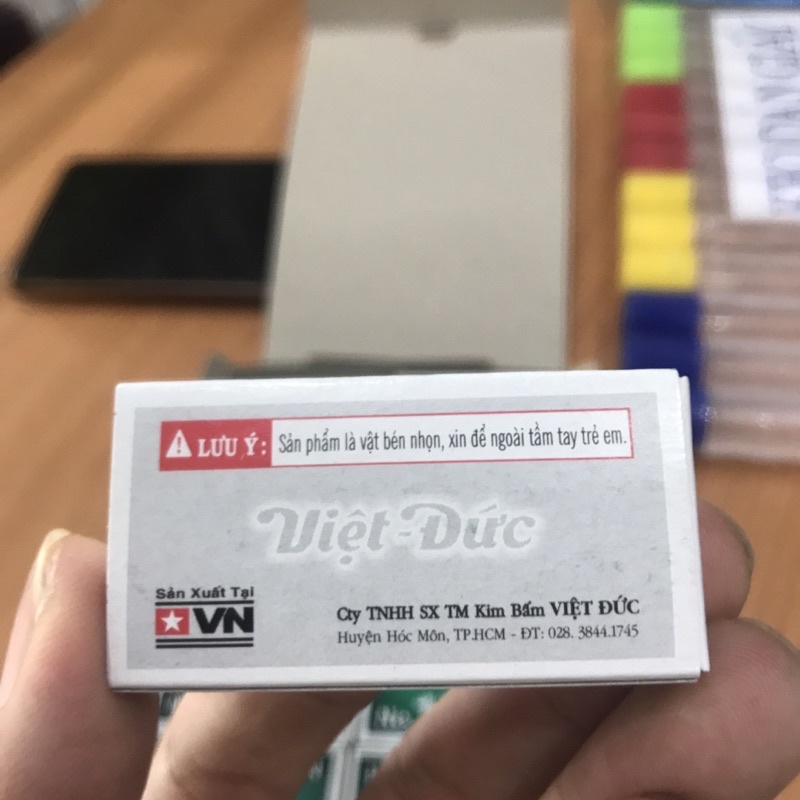 LƯU Ý: Sản phẩm là vật bén nhọn, xin để ngoài tầm tay trẻ em.
Việt-Đức
Sản Xuất Tại
VN
Cty TNHH SX TM Kim Bấm VIỆT ĐỨC
Huyện Hóc Môn, TP.HCM - ĐT: 028. 3844.1745
No.